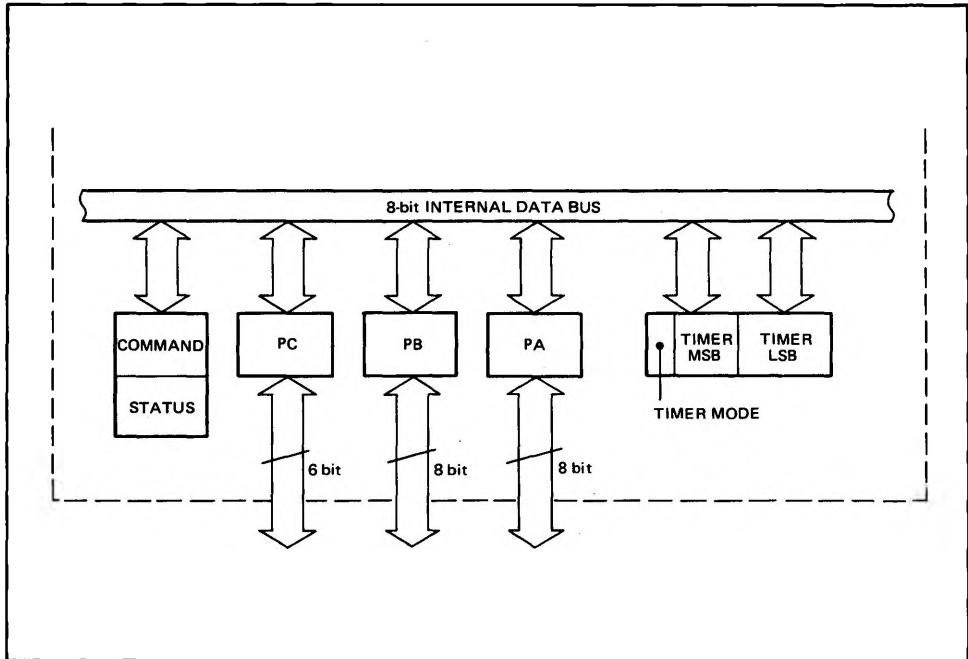 8-bit INTERNAL DATA BUS
COMMAND
STATUS
PC
PB
PA
TIMER
MSB
TIMER
LSB
TIMER MODE
6 bit
8 bit
8 bit